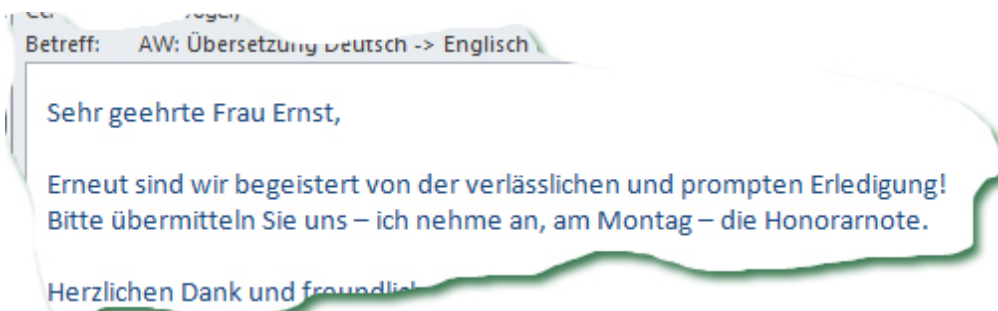 Betreff: AW: Übersetzung Deutsch -> Englisch
Sehr geehrte Frau Ernst,
Erneut sind wir begeistert von der verlässlichen und prompten Erledigung!
Bitte übermitteln Sie uns – ich nehme an, am Montag – die Honorarnote.
Herzlichen Dank und